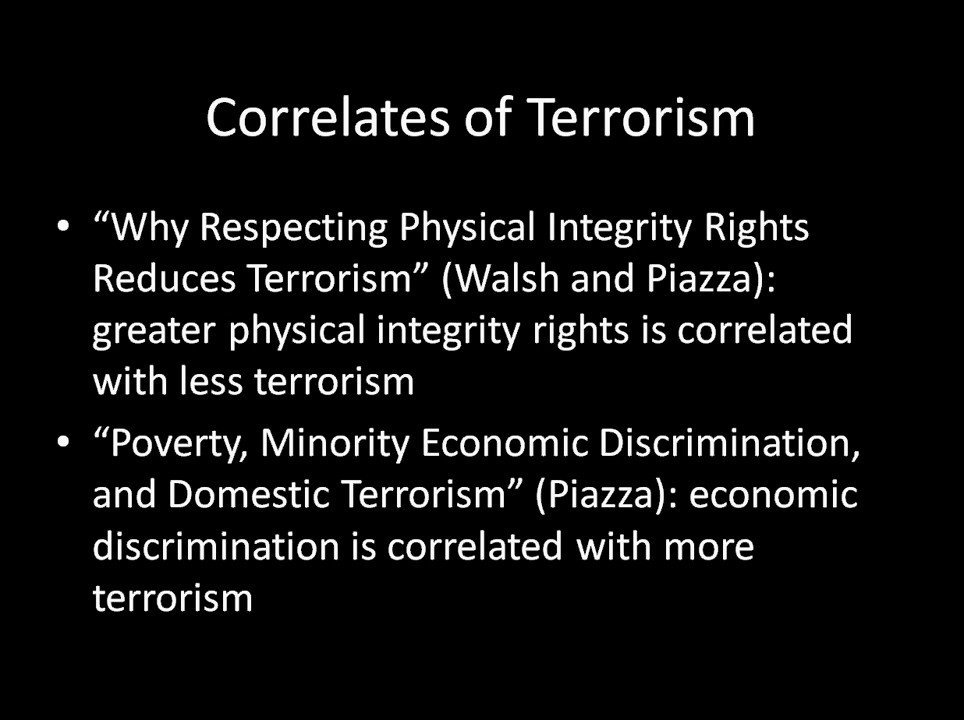 Correlates of Terrorism
• “Why Respecting Physical Integrity Rights
Reduces Terrorism” (Walsh and Piazza):
greater physical integrity rights is correlated
with less terrorism
• “Poverty, Minority Economic Discrimination,
and Domestic Terrorism” (Piazza): economic
discrimination is correlated with more
terrorism